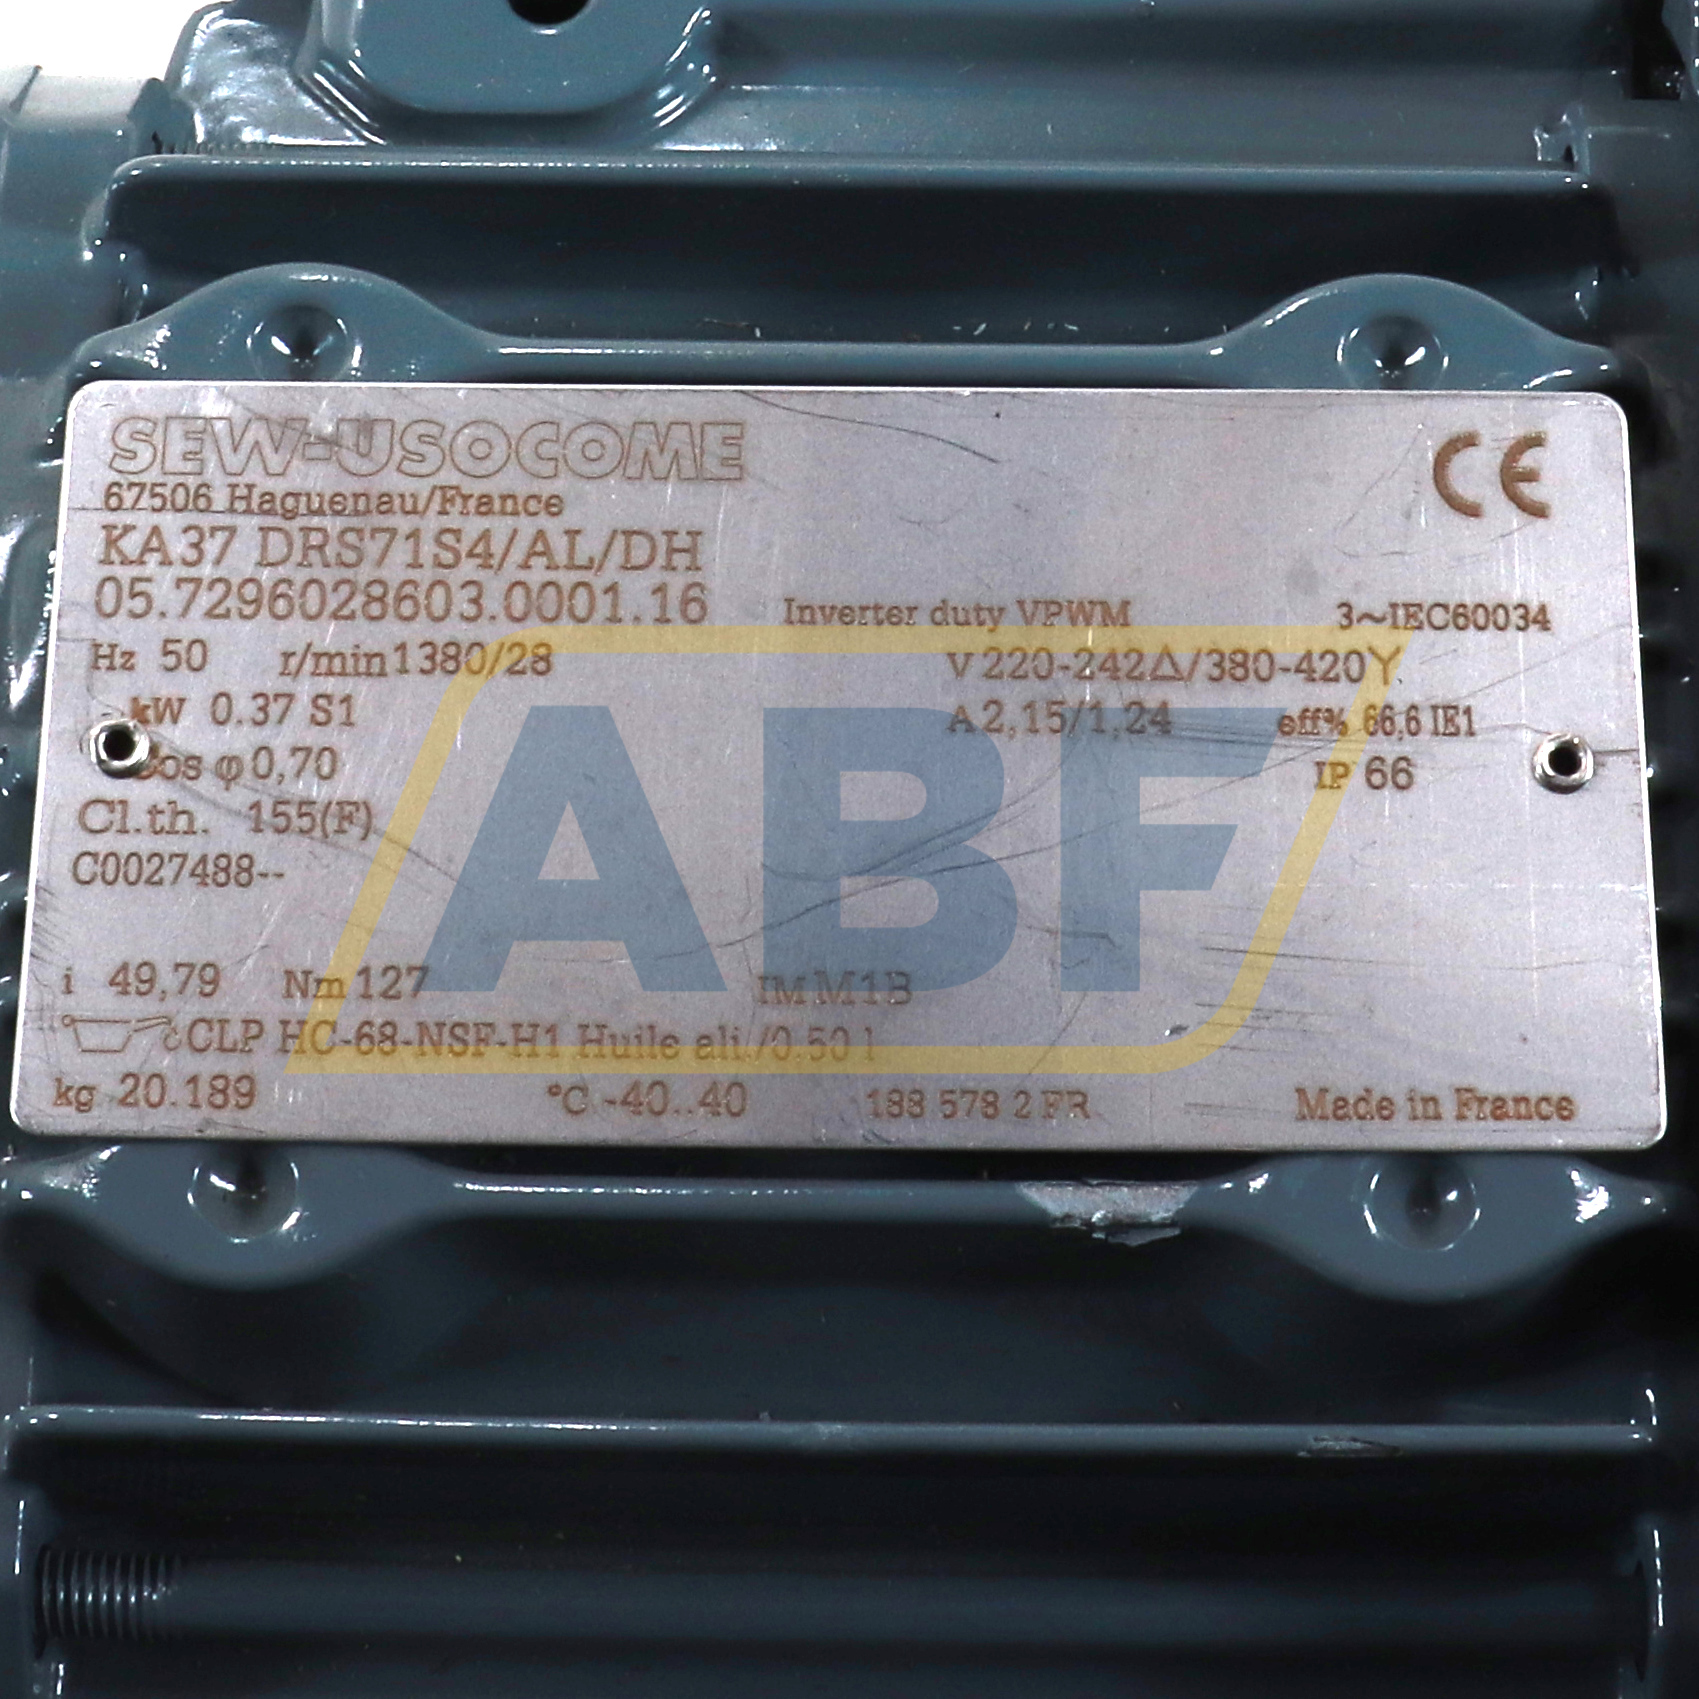 SEW-USOCOME
CE
67506 Haguenau/France
KA37 DRS71S4/AL/DH
05.7296028603.0001.16 Inverter duty VPWM 3~IEC60034
Hz 50 r/min 1380/28 V 220-242Δ/380-420Y
kW 0.37 S1 A 2,15/1,24 eff% 66,6 IE1
Cos φ 0,70 IP 66
Cl.th. 155(F)
C0027488--
ABF
i 49,79 Nm 127 IM M1B
CLP HC-68-NSF-H1 Huile ali./0.50 l
kg 20.189 °C -40..40 188 578 2 FR Made in France